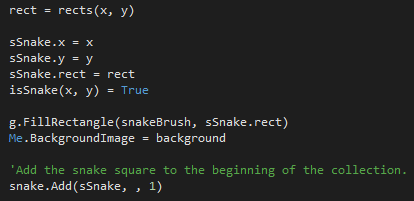 rect = rects(x, y)
sSnake.x = x
sSnake.y = y
sSnake.rect = rect
isSnake(x, y) = True
g.FillRectangle(snakeBrush, sSnake.rect)
Me.BackgroundImage = background
'Add the snake square to the beginning of the collection.
snake.Add(sSnake, , 1)